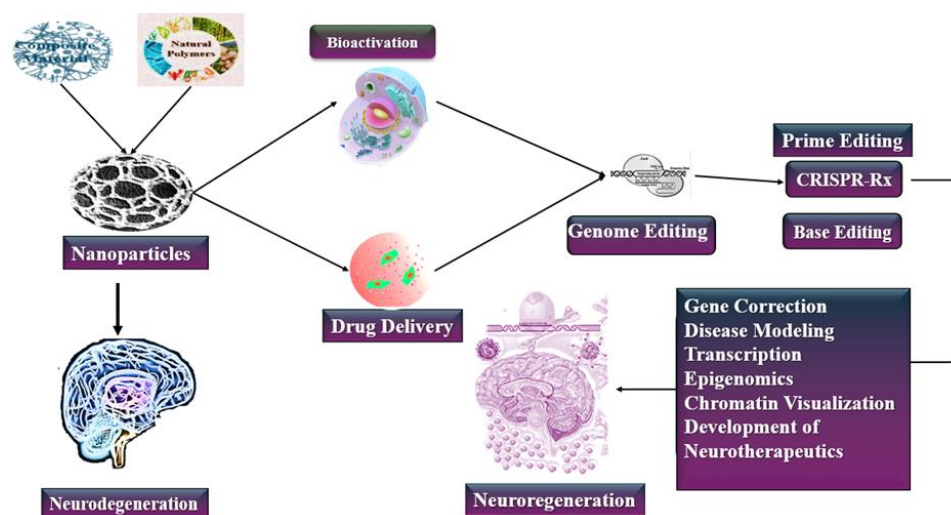 Composite
Material
Natural
Polymers
Bioactivation
Prime Editing
CRISPR-Rx
Base Editing
Genome Editing
Nanoparticles
Drug Delivery
Gene Correction
Disease Modeling
Transcription
Epigenomics
Chromatin Visualization
Development of
Neurotherapeutics
Neurodegeneration
Neuroregeneration